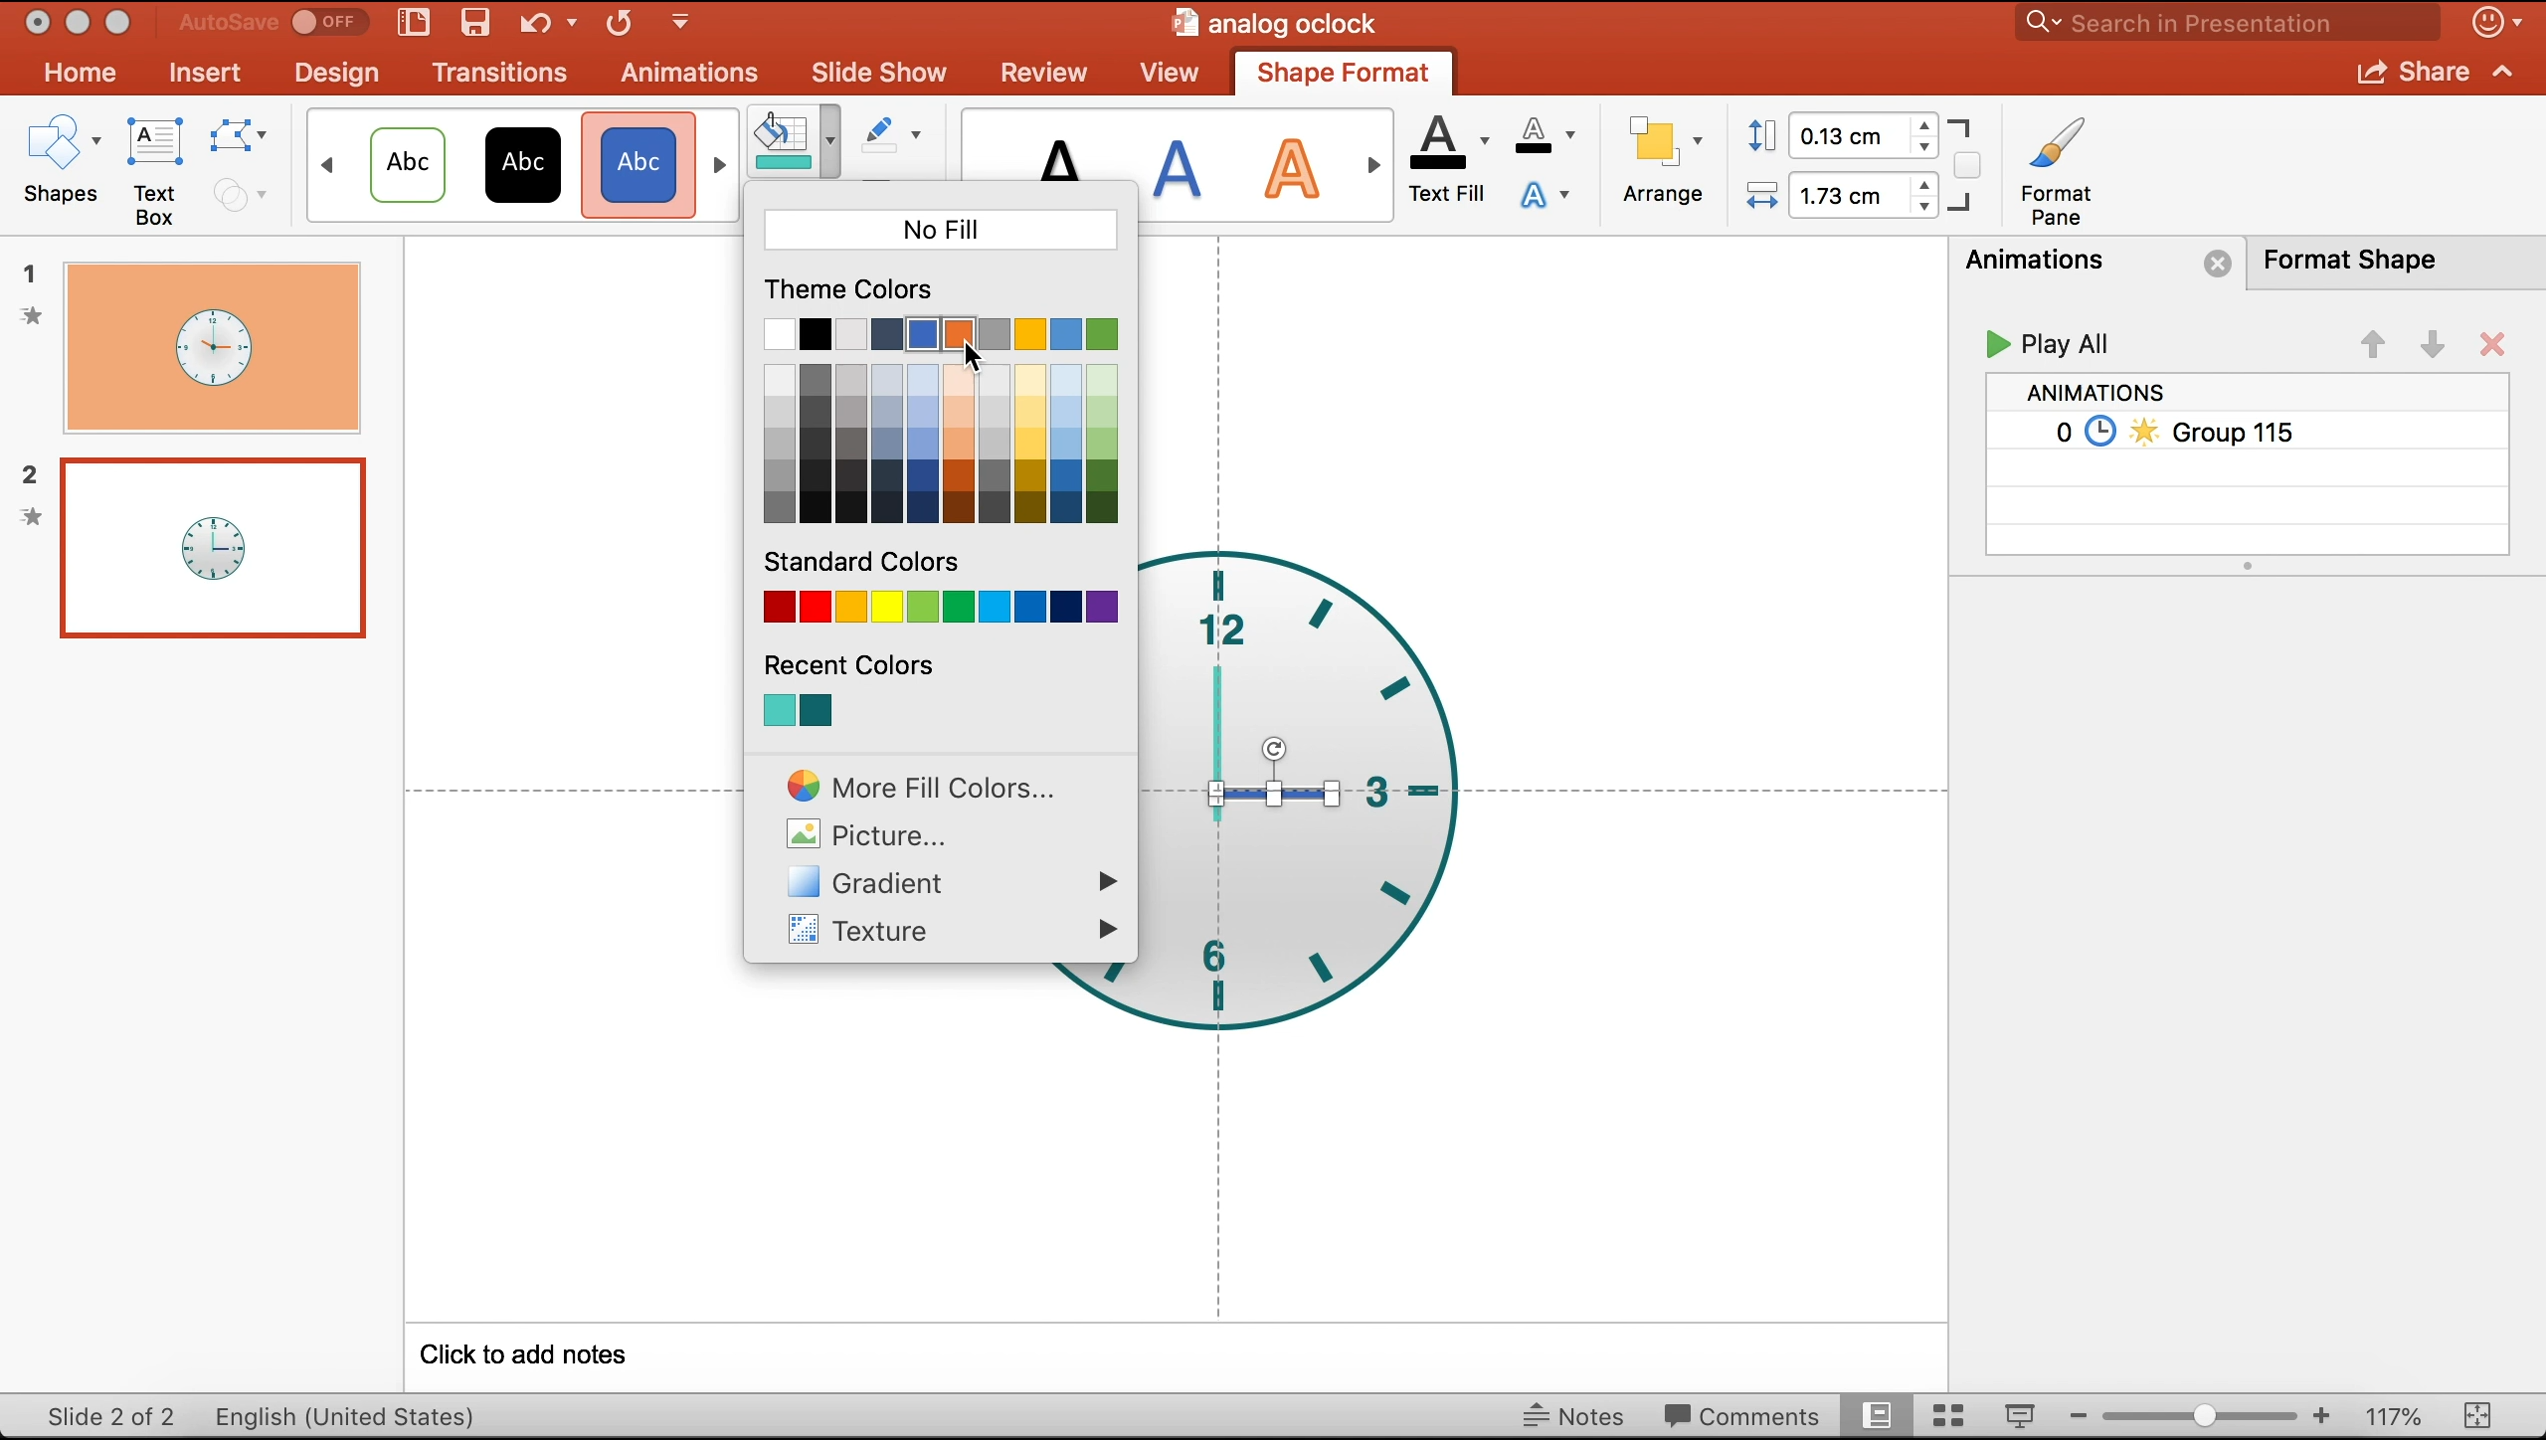 AutoSave OFF
analog oclock
Search in Presentation
Home Insert Design Transitions Animations Slide Show Review View Shape Format Share
Shapes
Text
Box
Abc Abc Abc
A A A
Text Fill
Arrange
0.13 cm
1.73 cm
Format
Pane
No Fill
Theme Colors
Standard Colors
Recent Colors
More Fill Colors...
Picture...
Gradient
Texture
1
2
12
3
6
Animations
Format Shape
Play All
ANIMATIONS
0 Group 115
Click to add notes
Slide 2 of 2 English (United States) Notes Comments 117%